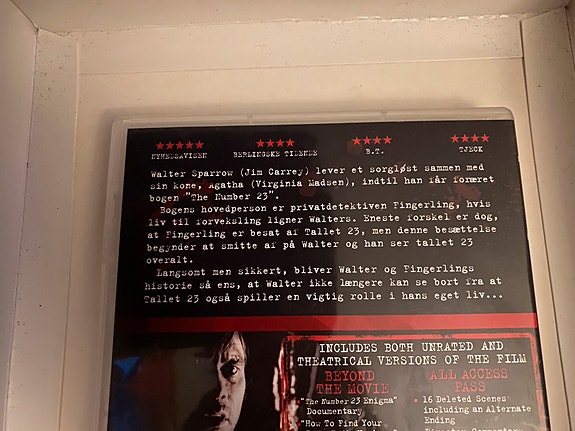 ★★★★★ ★★★★ ★★★★ ★★★★
NYHEDSAVISEN BERLINGSKE TIDENDE B.T. TJECK
Walter Sparrow (Jim Carrey) lever et sorgløst sammen med
sin kone, Agatha (Virginia Madsen), indtil han får foræret
bogen "The Number 23".
Bogens hovedperson er privatdetektiven Fingerling, hvis
liv til forveksling ligner Walters. Eneste forskel er dog,
at Fingerling er besat af Tallet 23, men denne besættelse
begynder at smitte af på Walter og han ser tallet 23
overalt.
Langsomt men sikkert, bliver Walter og Fingerlings
historie så ens, at Walter ikke længere kan se bort fra at
Tallet 23 også spiller en vigtig rolle i hans eget liv...
INCLUDES BOTH UNRATED AND
THEATRICAL VERSIONS OF THE FILM
BEYOND
THE MOVIE
"The Number 23 Enigma"
Documentary
"How To Find Your
ALL ACCESS
PASS
• 16 Deleted Scenes
including an Alternate
Ending